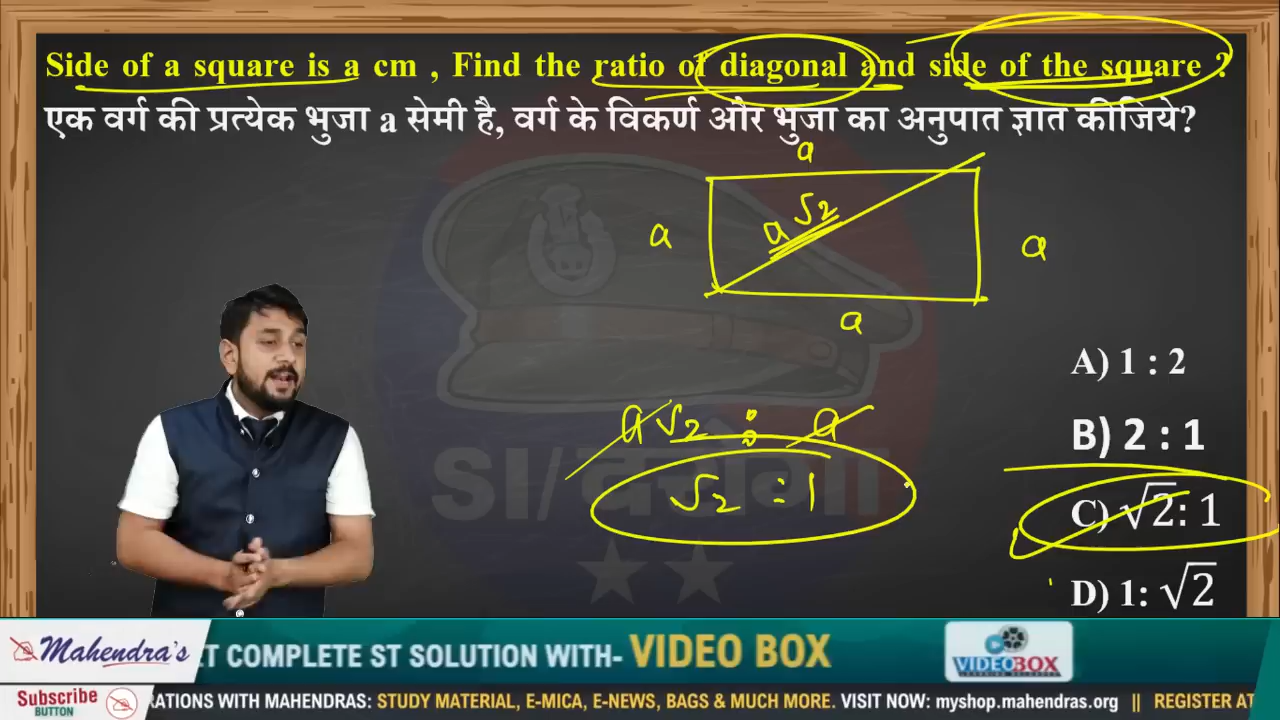 Side of a square is a cm , Find the ratio of diagonal and side of the square ?
एक वर्ग की प्रत्येक भुजा a सेमी है, वर्ग के विकर्ण और भुजा का अनुपात ज्ञात कीजिये?
a
a
a√2
a
a
A) 1 : 2
a√2 : a
B) 2 : 1
SI/दरोगा
√2 : 1
C) √2: 1
D) 1: √2
Mahendra's
ET COMPLETE ST SOLUTION WITH- VIDEO BOX
VIDEOBOX
Subscribe
BUTTON
RATIONS WITH MAHENDRAS: STUDY MATERIAL, E-MICA, E-NEWS, BAGS & MUCH MORE. VISIT NOW: myshop.mahendras.org || REGISTER AT